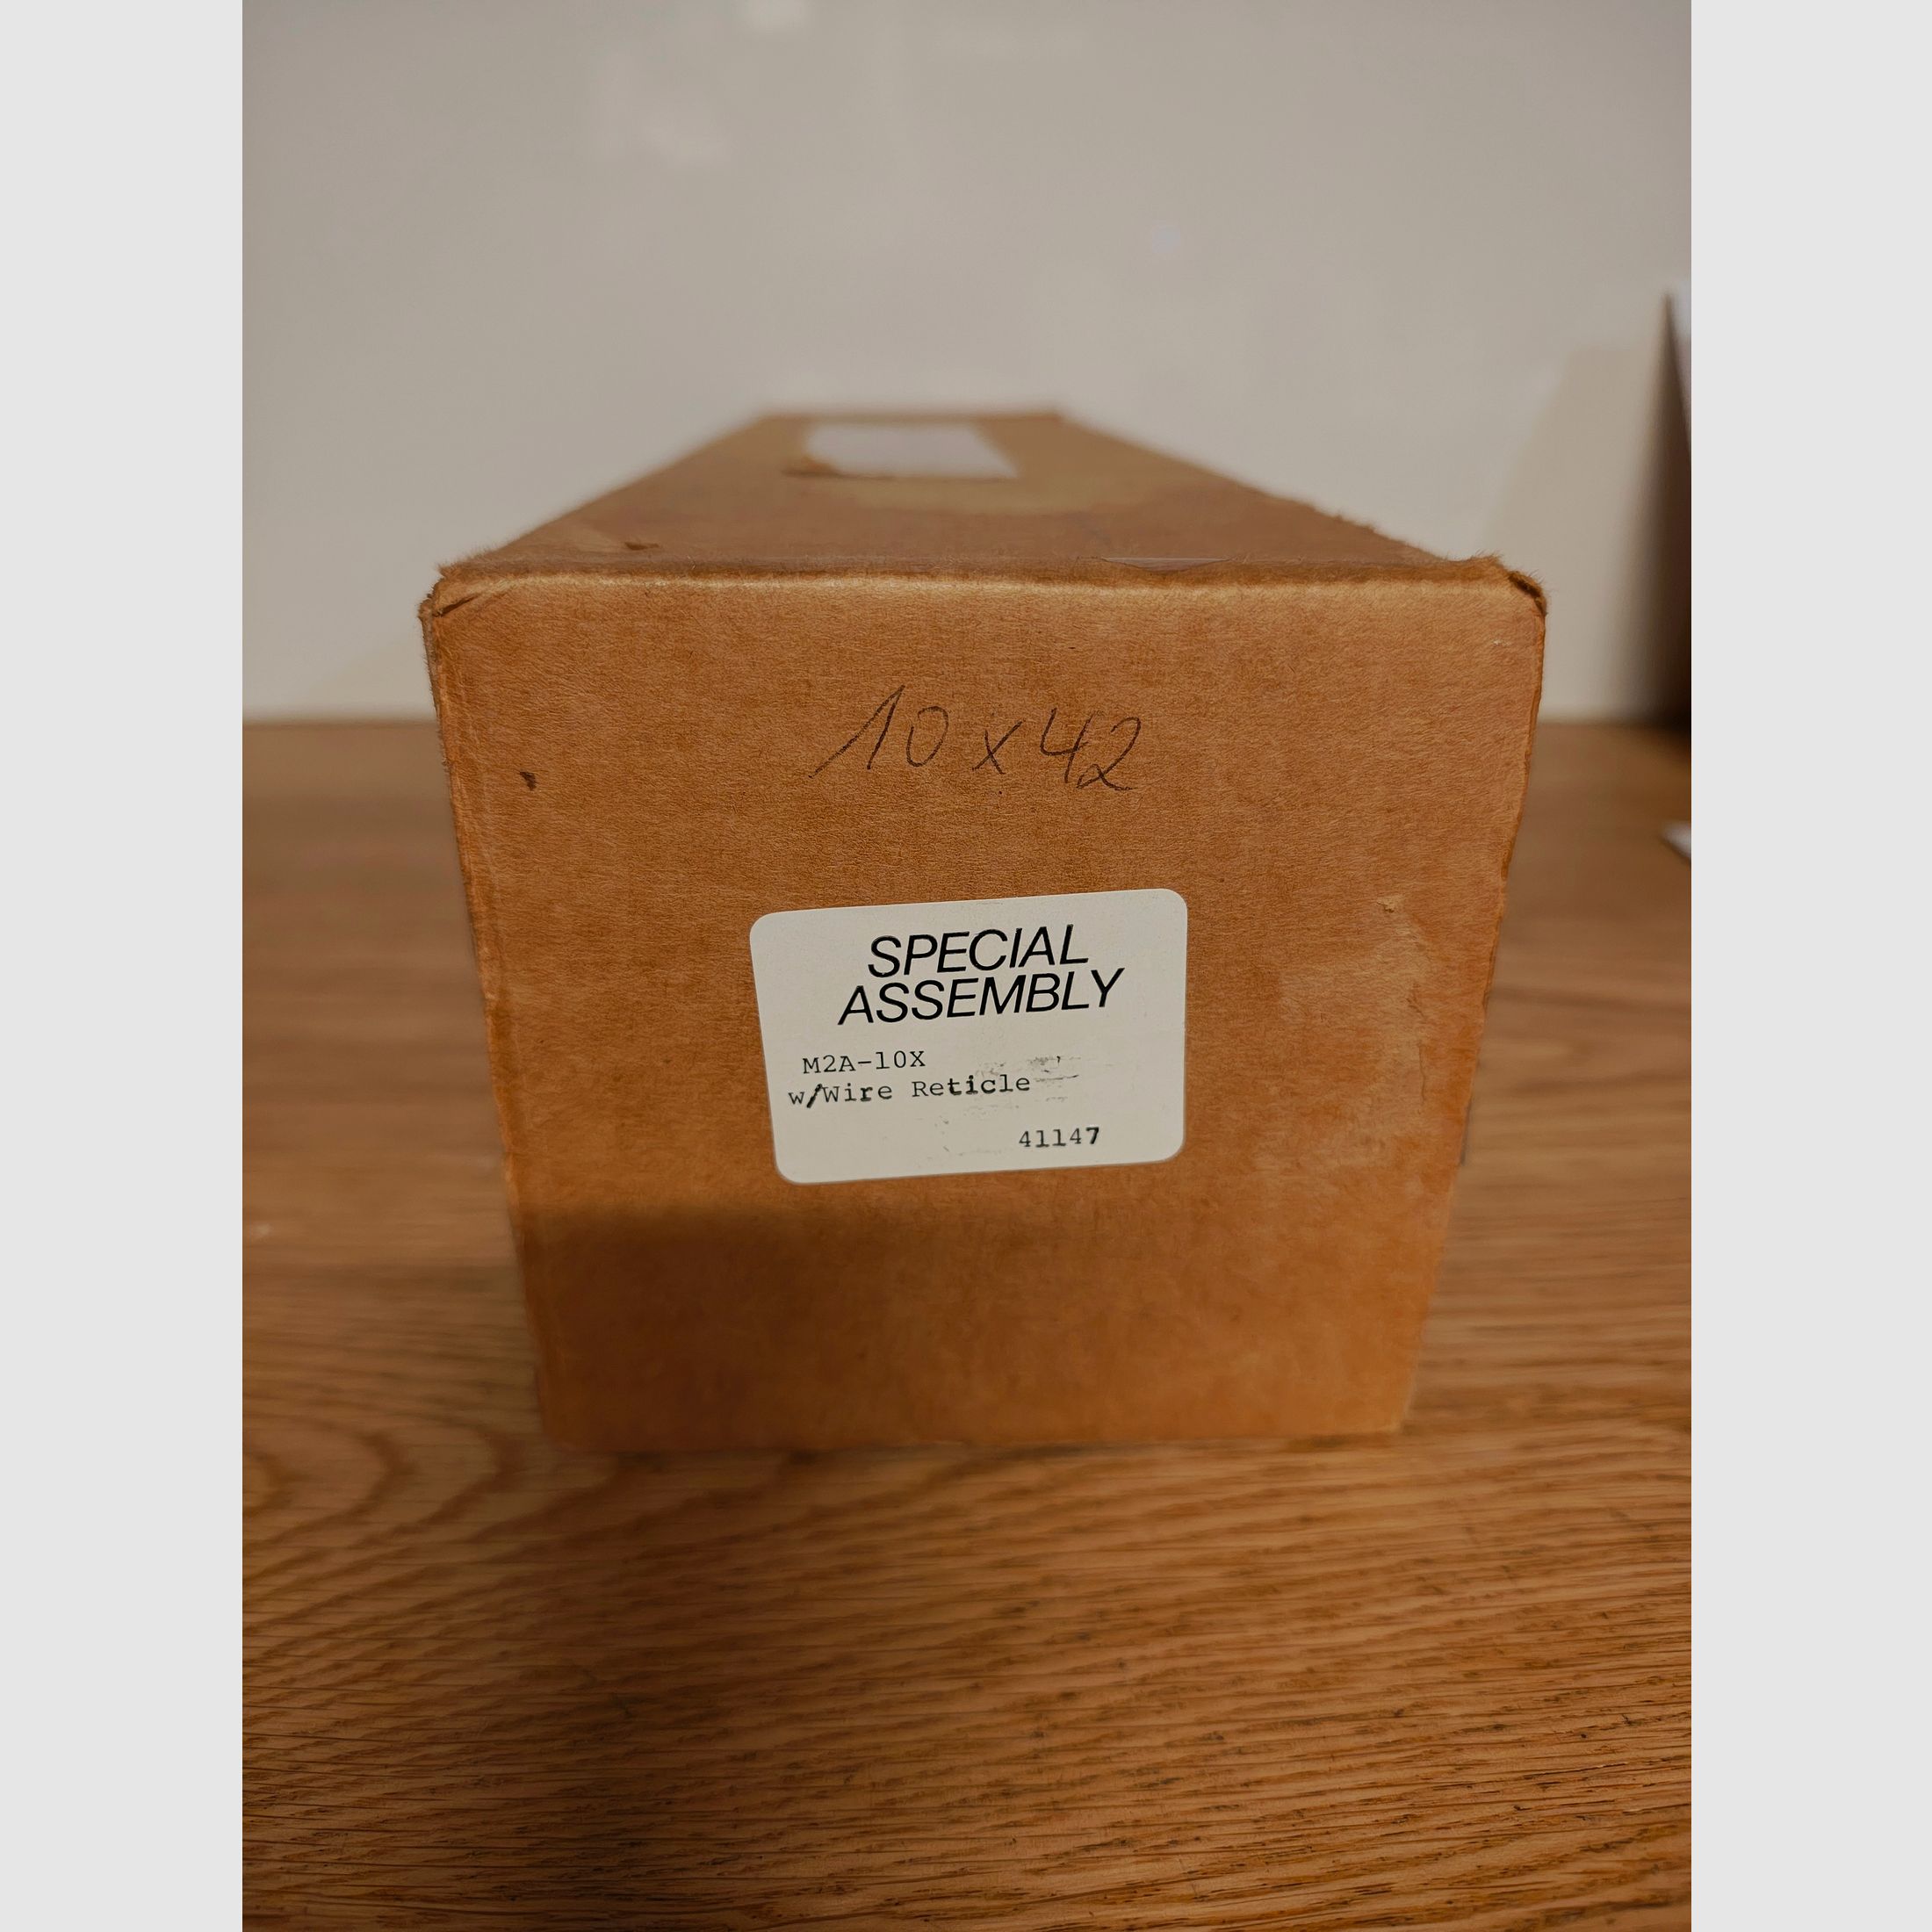 10x42
SPECIAL
ASSEMBLY
M2A-10X
w/Wire Reticle
41147